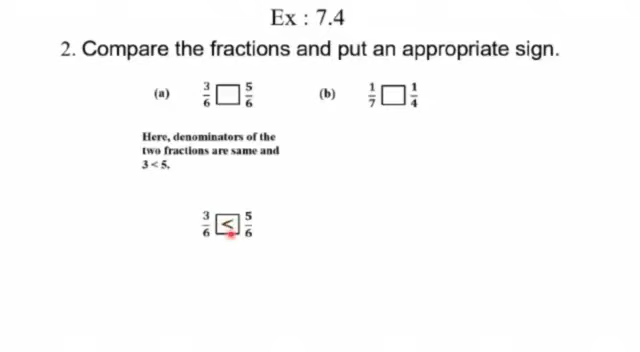 Ex : 7.4
2. Compare the fractions and put an appropriate sign.
(a) 3/6 □ 5/6 (b) 1/7 □ 1/4
Here, denominators of the
two fractions are same and
3 < 5.
3/6 < 5/6